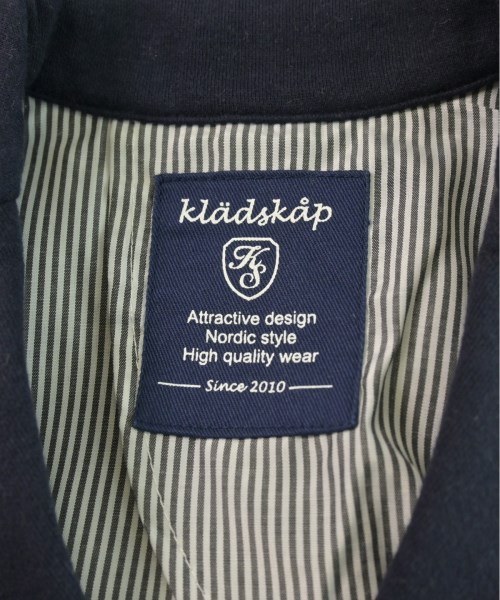 klädskåp
KS
Attractive design
Nordic style
High quality wear
Since 2010